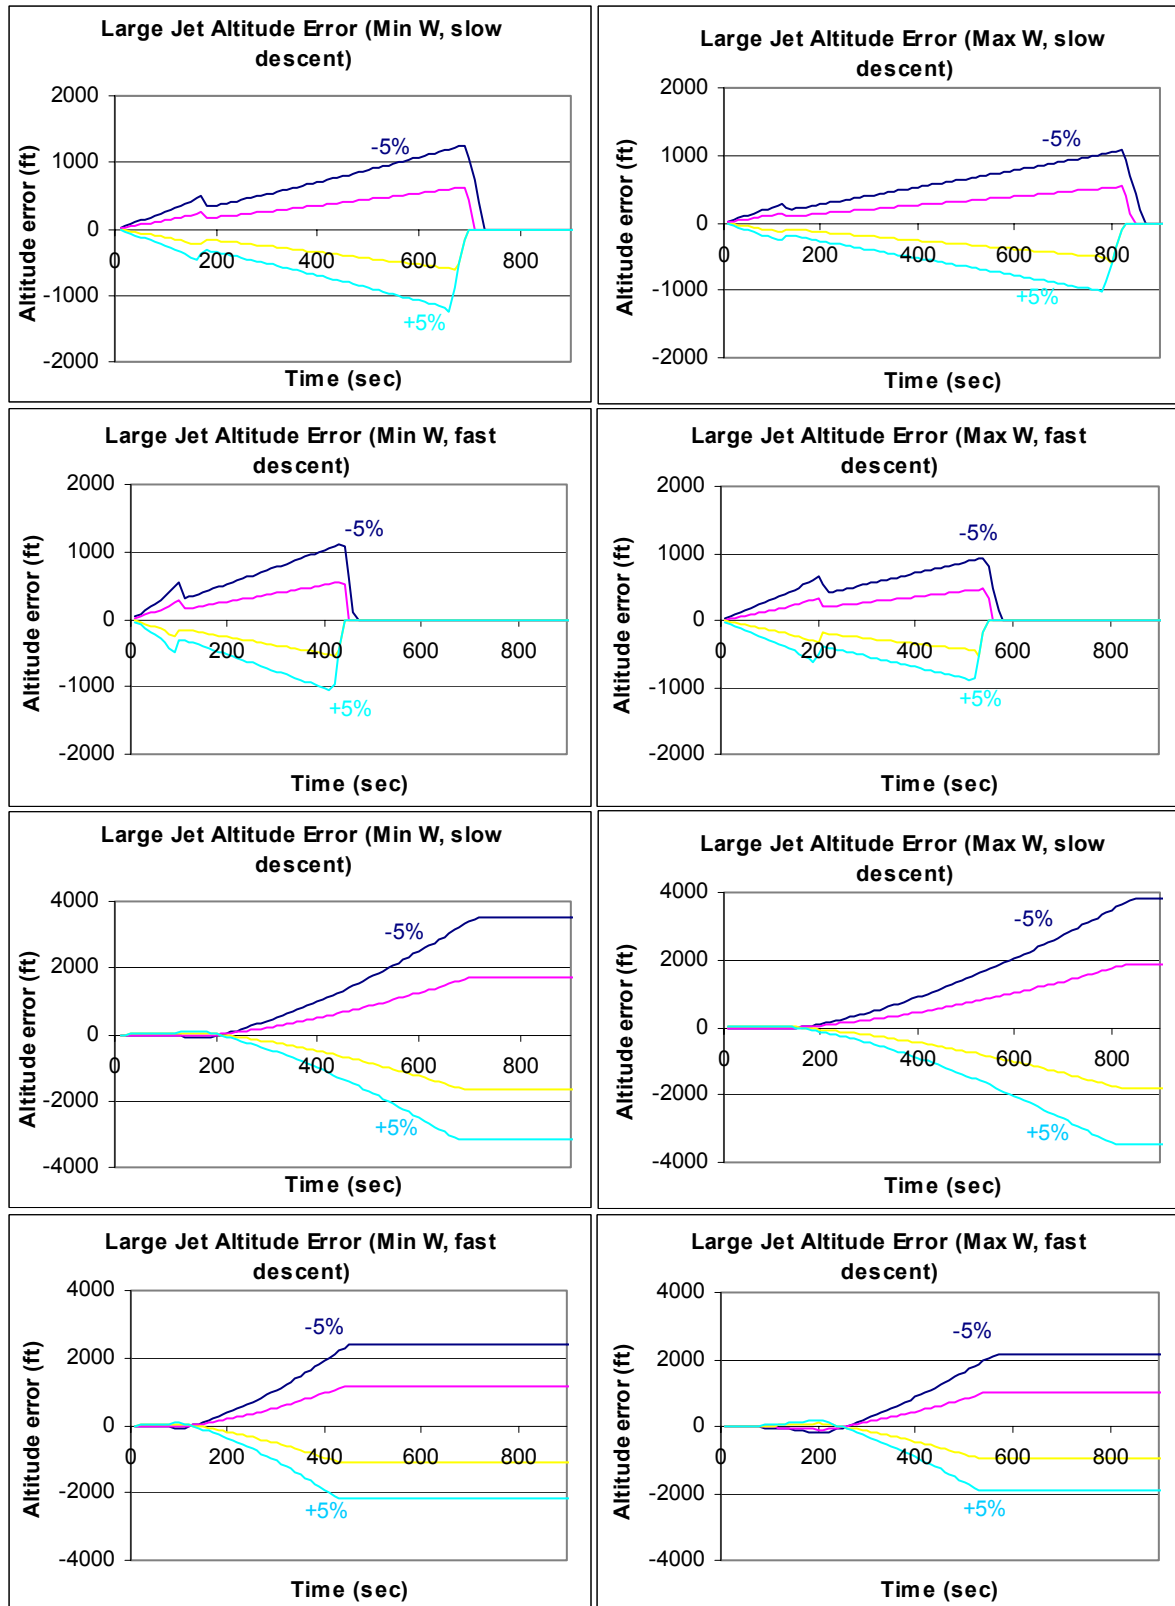 Large Jet Altitude Error (Min W, slow
descent)
2000
1000
0
-1000
-2000
0 200 400 600 800
-5%
+5%
Altitude error (ft)
Time (sec)
Large Jet Altitude Error (Max W, slow
descent)
2000
1000
0
-1000
-2000
0 200 400 600 800
-5%
+5%
Altitude error (ft)
Time (sec)
Large Jet Altitude Error (Min W, fast
descent)
2000
1000
0
-1000
-2000
0 200 400 600 800
-5%
+5%
Altitude error (ft)
Time (sec)
Large Jet Altitude Error (Max W, fast
descent)
2000
1000
0
-1000
-2000
0 200 400 600 800
-5%
+5%
Altitude error (ft)
Time (sec)
Large Jet Altitude Error (Min W, slow
descent)
4000
2000
0
-2000
-4000
0 200 400 600 800
-5%
+5%
Altitude error (ft)
Time (sec)
Large Jet Altitude Error (Max W, slow
descent)
4000
2000
0
-2000
-4000
0 200 400 600 800
-5%
+5%
Altitude error (ft)
Time (sec)
Large Jet Altitude Error (Min W, fast
descent)
4000
2000
0
-2000
-4000
0 200 400 600 800
-5%
+5%
Altitude error (ft)
Time (sec)
Large Jet Altitude Error (Max W, fast
descent)
4000
2000
0
-2000
-4000
0 200 400 600 800
-5%
+5%
Altitude error (ft)
Time (sec)